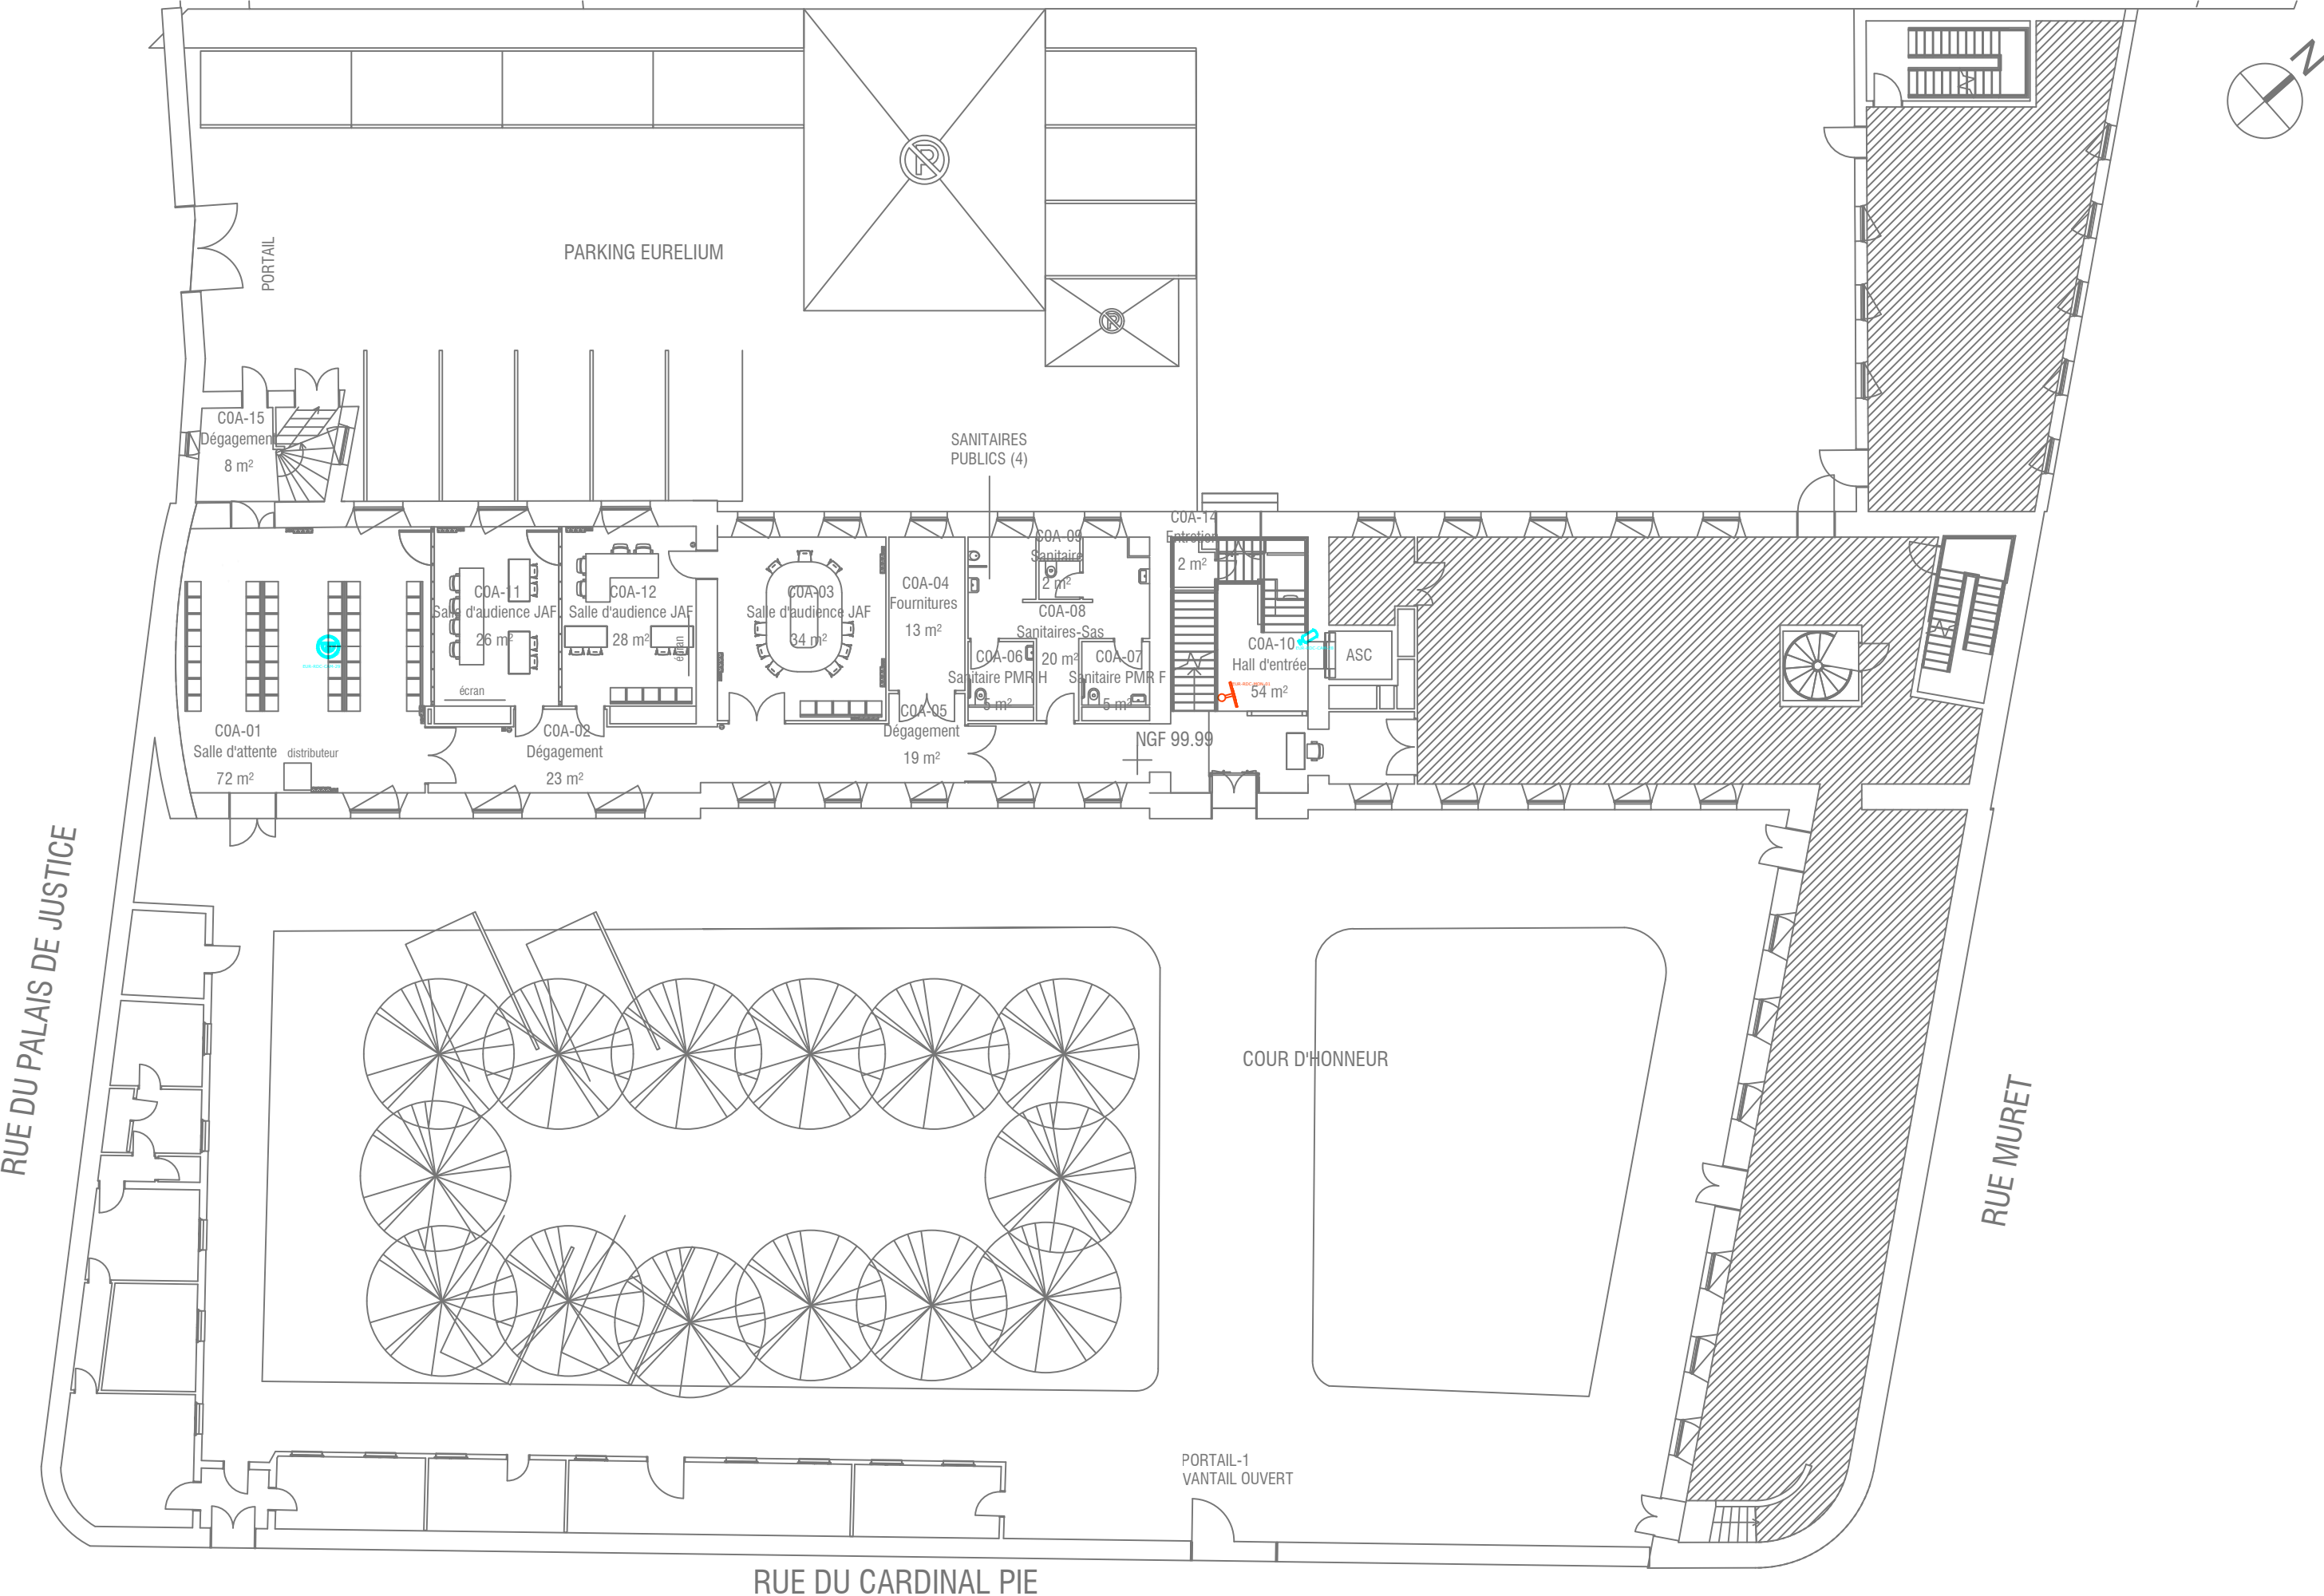 N
PORTAIL
PARKING EURELIUM
C0A-15
Dégagement
8 m²
SANITAIRES
PUBLICS (4)
C0A-14
Entretien
2 m²
C0A-09
Sanitaire
2 m²
C0A-11
Salle d'audience JAF
26 m²
écran
C0A-12
Salle d'audience JAF
28 m²
écran
C0A-03
Salle d'audience JAF
34 m²
C0A-04
Fournitures
13 m²
C0A-08
Sanitaires-Sas
20 m²
C0A-06
Sanitaire PMR H
5 m²
C0A-07
Sanitaire PMR F
5 m²
C0A-10
Hall d'entrée
54 m²
ASC
C0A-01
Salle d'attente
72 m²
distributeur
C0A-02
Dégagement
23 m²
C0A-05
Dégagement
19 m²
NGF 99.99
RUE DU PALAIS DE JUSTICE
COUR D'HONNEUR
RUE MURET
PORTAIL-1
VANTAIL OUVERT
RUE DU CARDINAL PIE